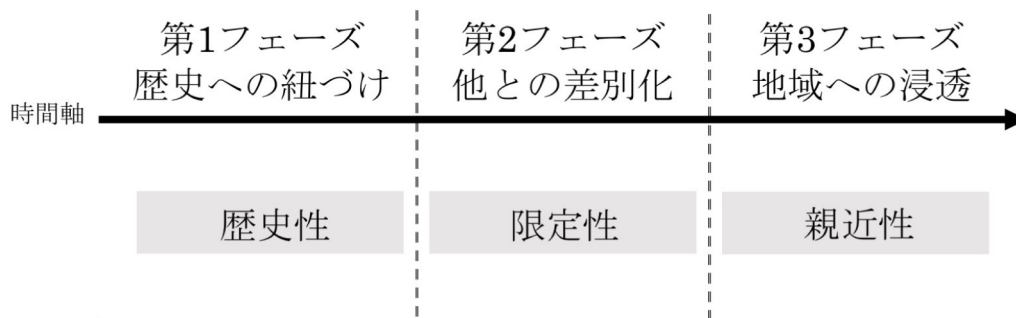 第1フェーズ
歴史への紐づけ
第2フェーズ
他との差別化
第3フェーズ
地域への浸透
時間軸
歴史性
限定性
親近性